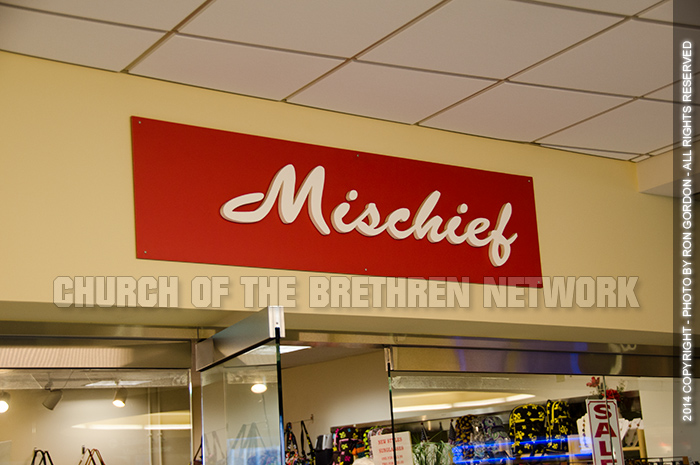 Mischief
CHURCH OF THE BRETHREN NETWORK
SALE
2014 COPYRIGHT - PHOTO BY RON GORDON - ALL RIGHTS RESERVED